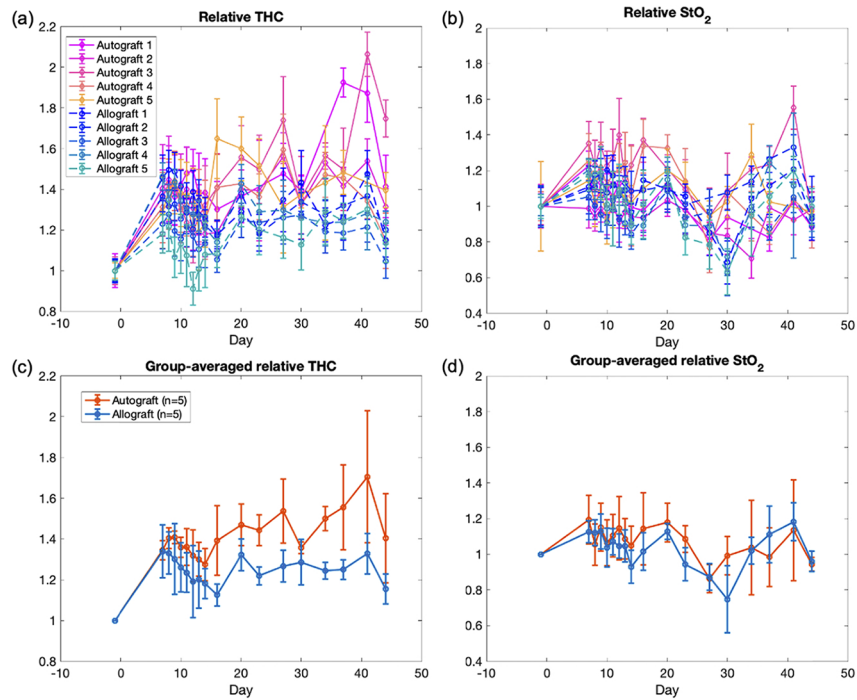 (a)
Relative THC
2.2
2
1.8
1.6
1.4
1.2
1
0.8
-10
0
10
20
30
40
50
Day
Autograft 1
Autograft 2
Autograft 3
Autograft 4
Autograft 5
Allograft 1
Allograft 2
Allograft 3
Allograft 4
Allograft 5
(b)
Relative StO2
2
1.8
1.6
1.4
1.2
1
0.8
0.6
0.4
-10
0
10
20
30
40
50
Day
(c)
Group-averaged relative THC
2.2
2
1.8
1.6
1.4
1.2
1
0.8
-10
0
10
20
30
40
50
Day
Autograft (n=5)
Allograft (n=5)
(d)
Group-averaged relative StO2
2
1.8
1.6
1.4
1.2
1
0.8
0.6
0.4
-10
0
10
20
30
40
50
Day